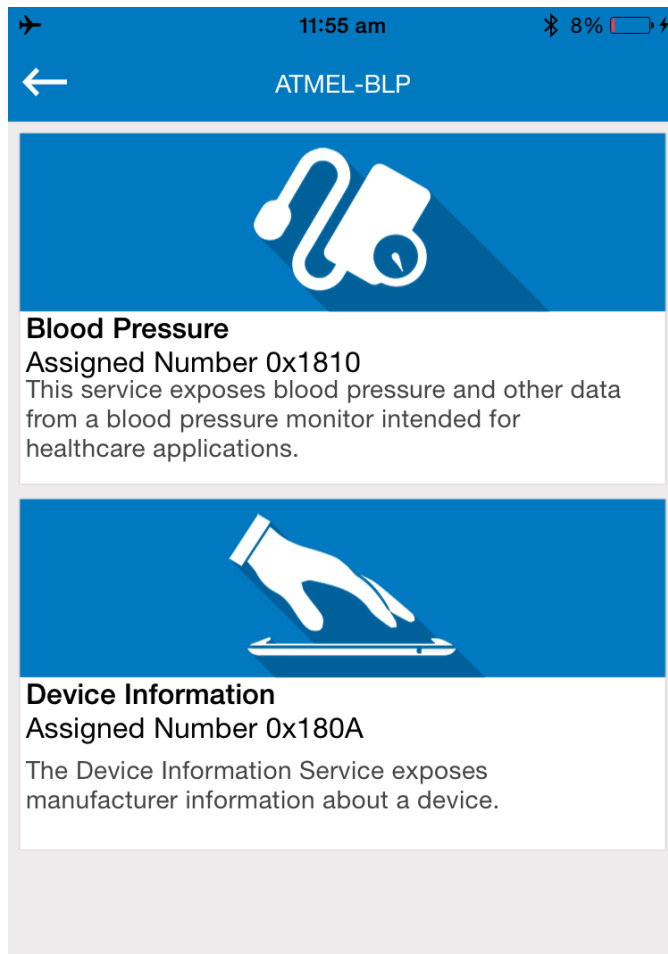 11:55 am
8%
ATMEL-BLP
Blood Pressure
Assigned Number 0x1810
This service exposes blood pressure and other data
from a blood pressure monitor intended for
healthcare applications.
Device Information
Assigned Number 0x180A
The Device Information Service exposes
manufacturer information about a device.